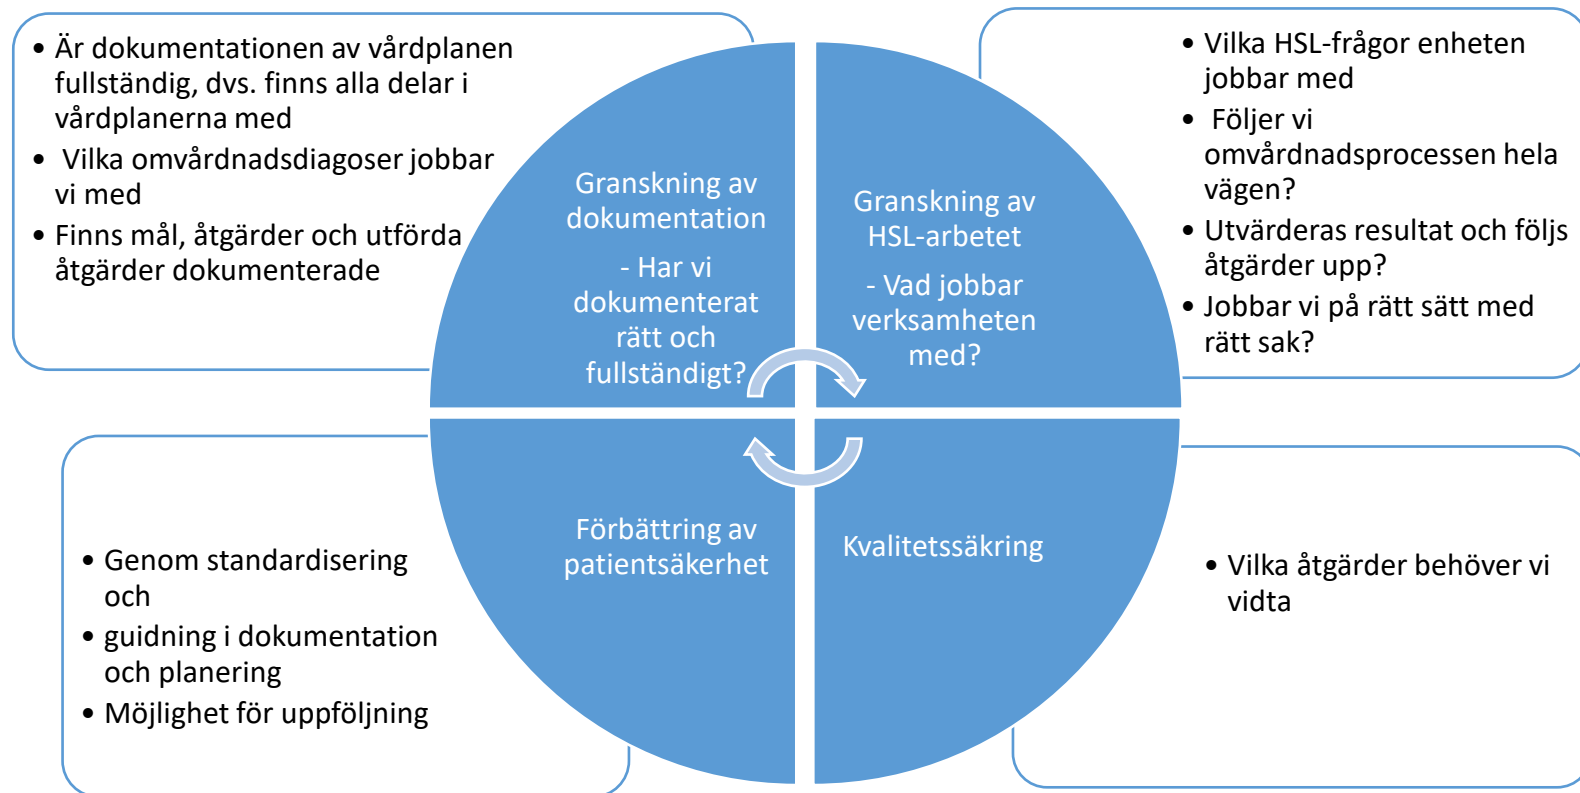 • Är dokumentationen av vårdplanen
fullständig, dvs. finns alla delar i
vårdplanerna med
• Vilka omvårdnadsdiagoser jobbar
vi med
• Finns mål, åtgärder och utförda
åtgärder dokumenterade
Granskning av
dokumentation
- Har vi
dokumenterat
rätt och
fullständigt?
Granskning av
HSL-arbetet
- Vad jobbar
verksamheten
med?
• Vilka HSL-frågor enheten
jobbar med
• Följer vi
omvårdnadsprocessen hela
vägen?
• Utvärderas resultat och följs
åtgärder upp?
• Jobbar vi på rätt sätt med
rätt sak?
• Genom standardisering
och
• guidning i dokumentation
och planering
• Möjlighet för uppföljning
Förbättring av
patientsäkerhet
Kvalitetssäkring
• Vilka åtgärder behöver vi
vidta